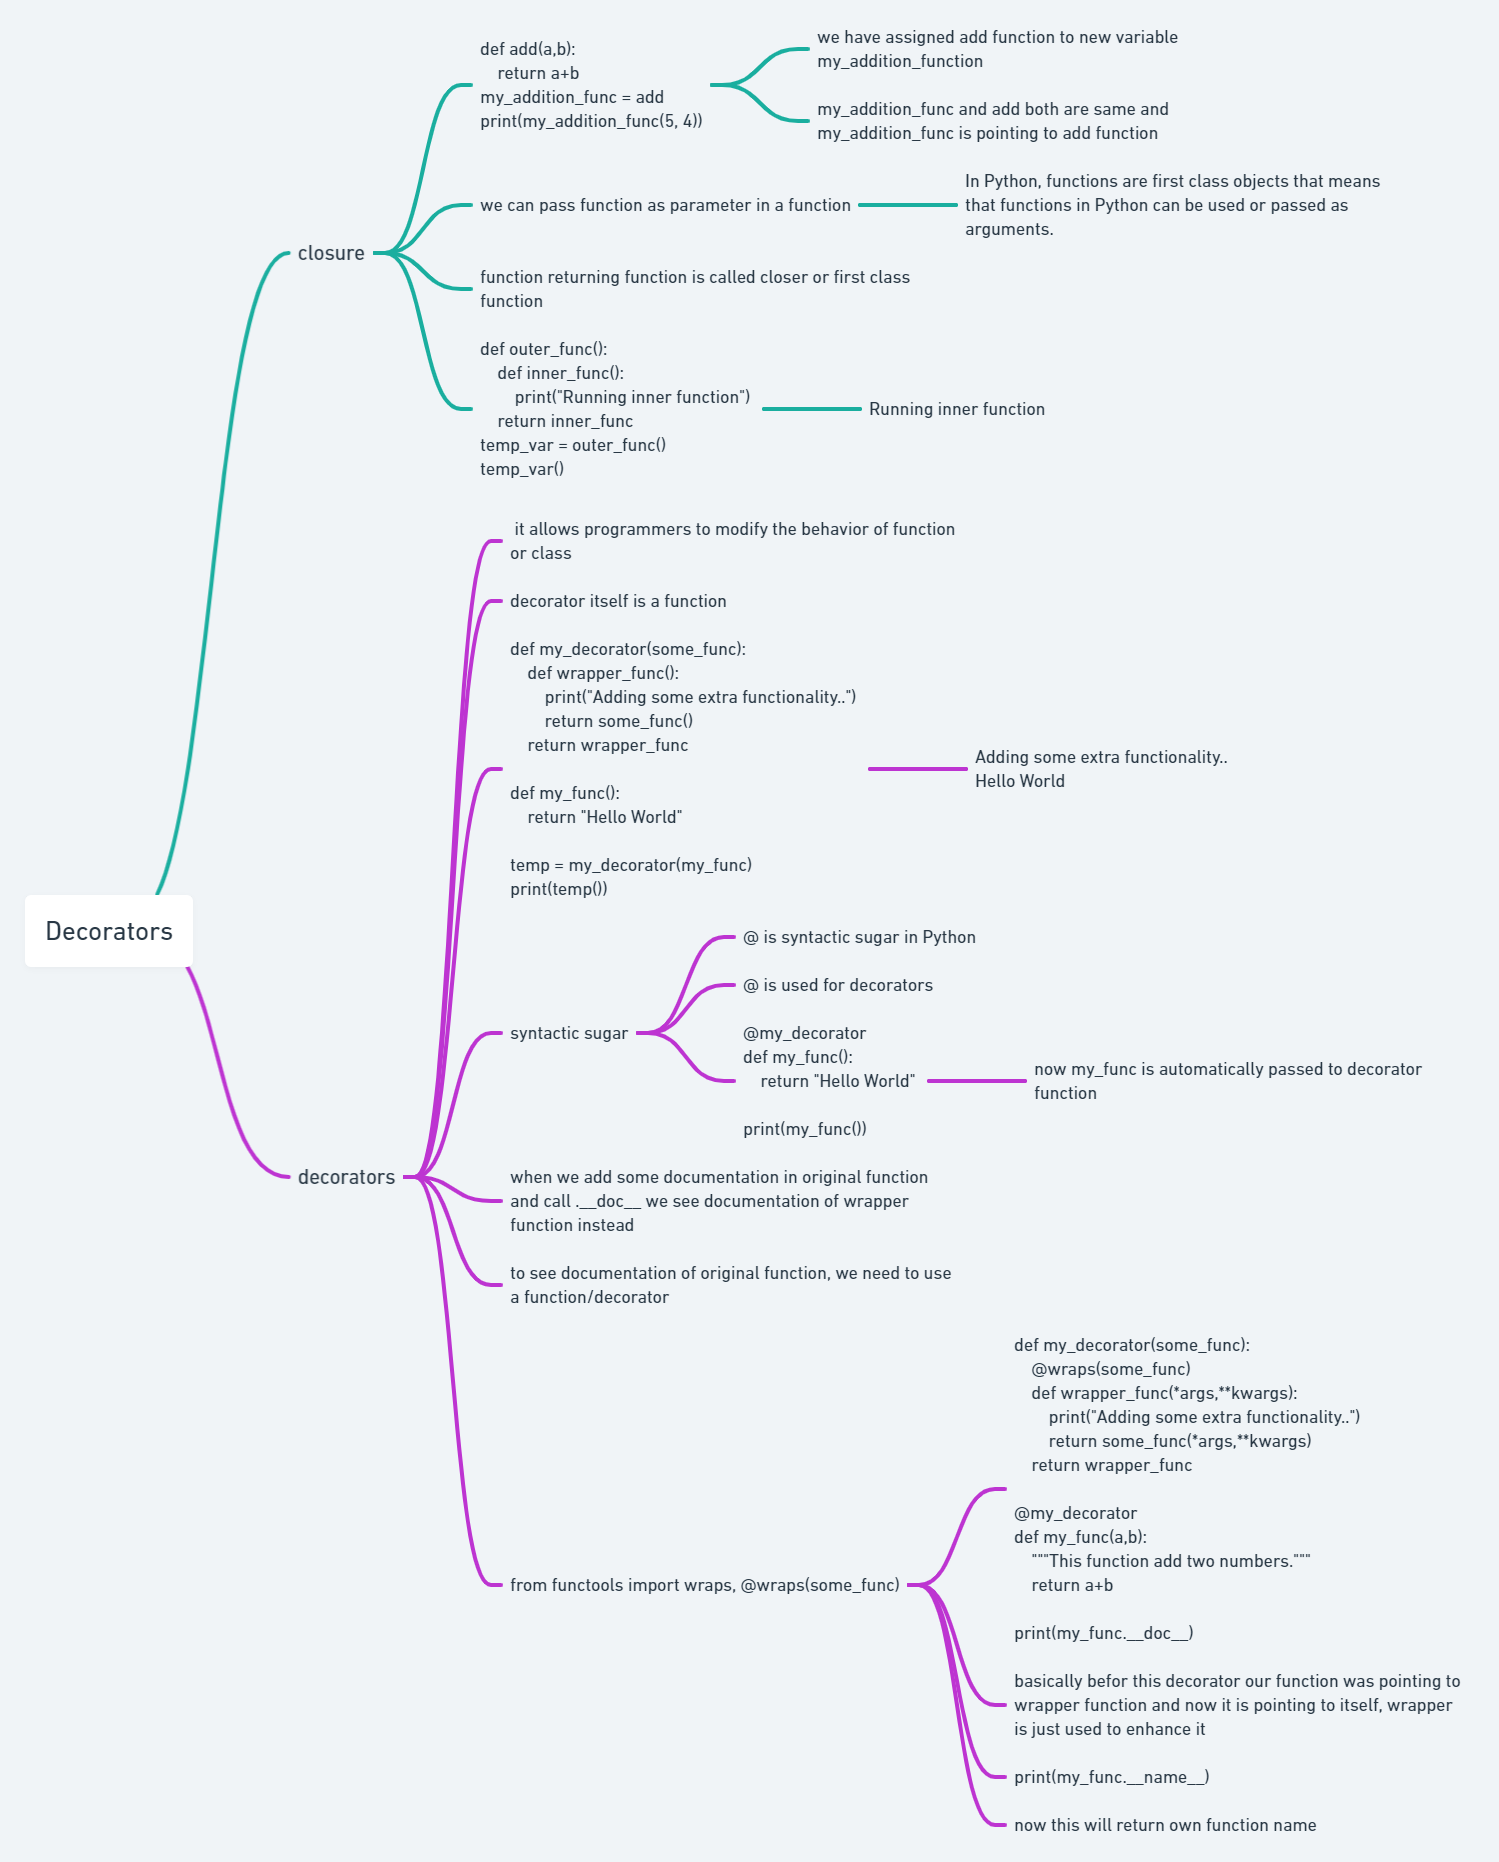 def add(a,b):
    return a+b
my_addition_func = add
print(my_addition_func(5, 4))
we have assigned add function to new variable
my_addition_function
my_addition_func and add both are same and
my_addition_func is pointing to add function
we can pass function as parameter in a function
In Python, functions are first class objects that means
that functions in Python can be used or passed as
arguments.
closure
function returning function is called closer or first class
function
def outer_func():
    def inner_func():
        print("Running inner function")
    return inner_func
temp_var = outer_func()
temp_var()
Running inner function
Decorators
decorators
it allows programmers to modify the behavior of function
or class
decorator itself is a function
def my_decorator(some_func):
    def wrapper_func():
        print("Adding some extra functionality..")
        return some_func()
    return wrapper_func
def my_func():
    return "Hello World"
temp = my_decorator(my_func)
print(temp())
Adding some extra functionality..
Hello World
syntactic sugar
@ is syntactic sugar in Python
@ is used for decorators
@my_decorator
def my_func():
    return "Hello World"
print(my_func())
now my_func is automatically passed to decorator
function
when we add some documentation in original function
and call .__doc__ we see documentation of wrapper
function instead
to see documentation of original function, we need to use
a function/decorator
from functools import wraps, @wraps(some_func)
def my_decorator(some_func):
    @wraps(some_func)
    def wrapper_func(*args,**kwargs):
        print("Adding some extra functionality..")
        return some_func(*args,**kwargs)
    return wrapper_func
@my_decorator
def my_func(a,b):
    """This function add two numbers."""
    return a+b
print(my_func.__doc__)
basically befor this decorator our function was pointing to
wrapper function and now it is pointing to itself, wrapper
is just used to enhance it
print(my_func.__name__)
now this will return own function name